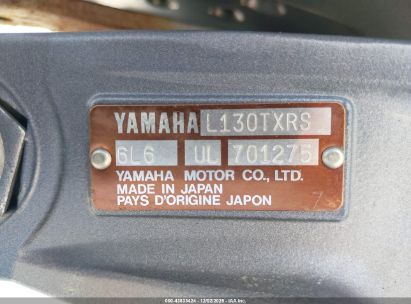 YAMAHA L130TXRS
6L6 UL 701275
YAMAHA MOTOR CO., LTD.
MADE IN JAPAN
PAYS D'ORIGINE JAPON